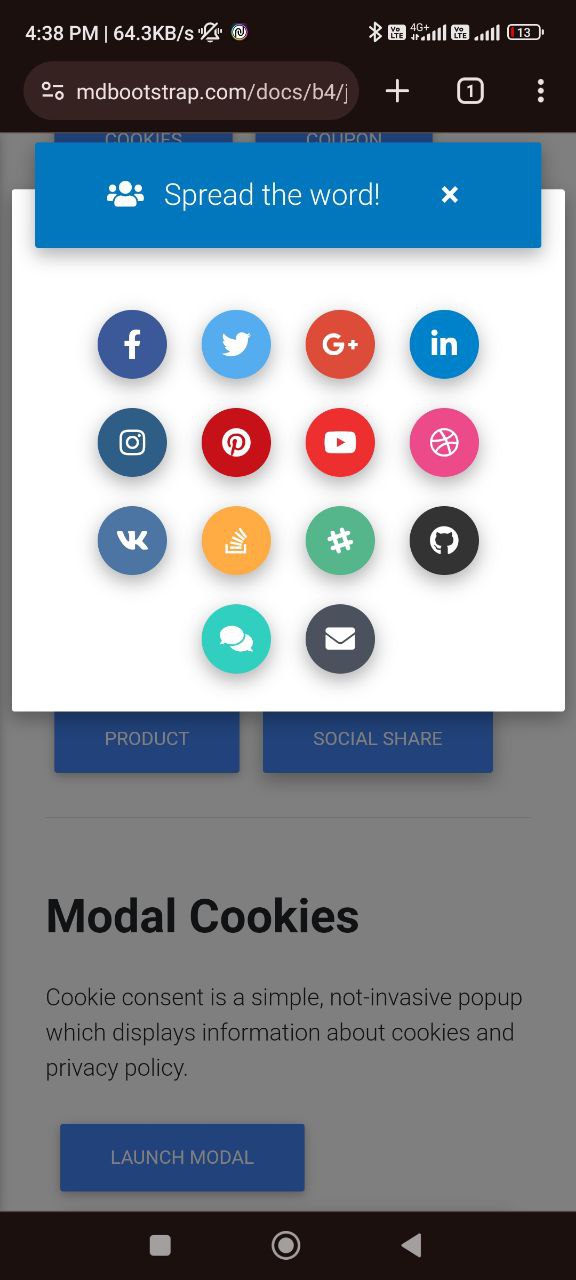 4:38 PM | 64.3KB/s
Vo LTE 4G+ Vo LTE 13
mdbootstrap.com/docs/b4/j
1
COOKIES COUPON
Spread the word!
PRODUCT SOCIAL SHARE
Modal Cookies
Cookie consent is a simple, not-invasive popup
which displays information about cookies and
privacy policy.
LAUNCH MODAL